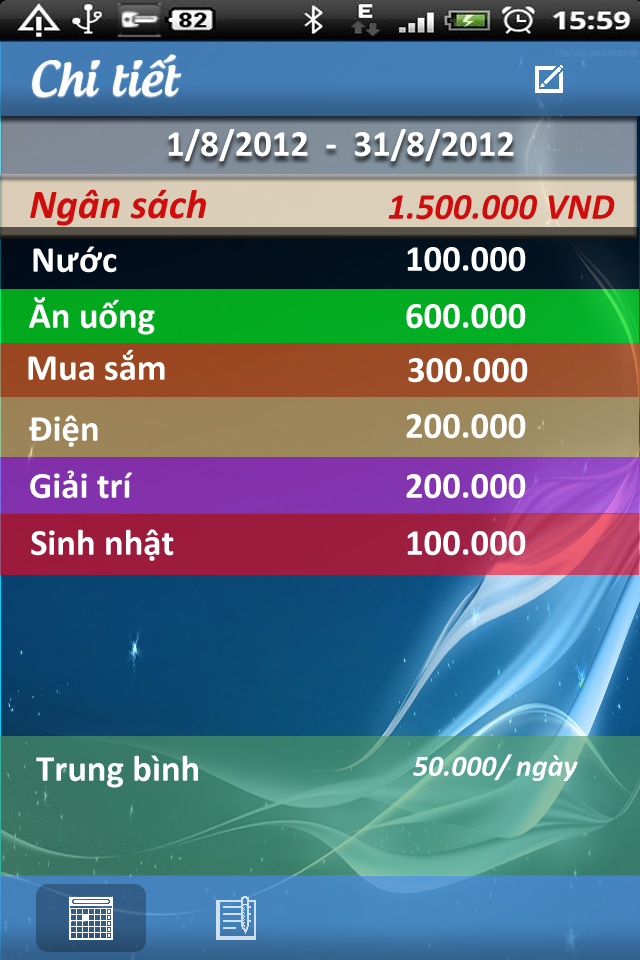 82 E 15:59
Chi tiết
1/8/2012 - 31/8/2012
Ngân sách 1.500.000 VND
Nước 100.000
Ăn uống 600.000
Mua sắm 300.000
Điện 200.000
Giải trí 200.000
Sinh nhật 100.000
Trung bình 50.000/ ngày